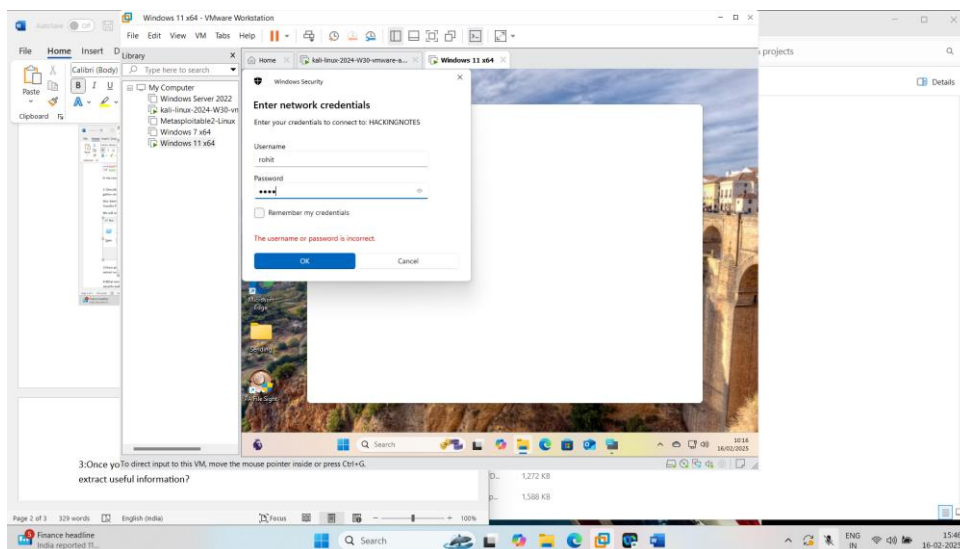 AutoSave Off
Windows 11 x64 - VMware Workstation
File Edit View VM Tabs Help
File Home Insert D
Library
Home
kali-linux-2024-W30-vmware-a...
Windows 11 x64
projects
Paste
Clipboard
Calibri (Body)
B I U
Type here to search
My Computer
Windows Server 2022
kali-linux-2024-W30-vm
Metasploitable2-Linux
Windows 7 x64
Windows 11 x64
Details
Windows Security
Enter network credentials
Enter your credentials to connect to: HACKINGNOTES
Username
rohit
Password
Remember my credentials
The username or password is incorrect.
OK Cancel
Microsoft
Edge
Sending
Search
10:16
16/02/2025
To direct input to this VM, move the mouse pointer inside or press Ctrl+G.
3:Once yo
extract useful information?
D... 1,272 KB
p... 1,588 KB
Page 2 of 3 329 words English (India) Focus 100%
Finance headline
India reported 11...
Search
ENG
IN
15:46
16-02-2025